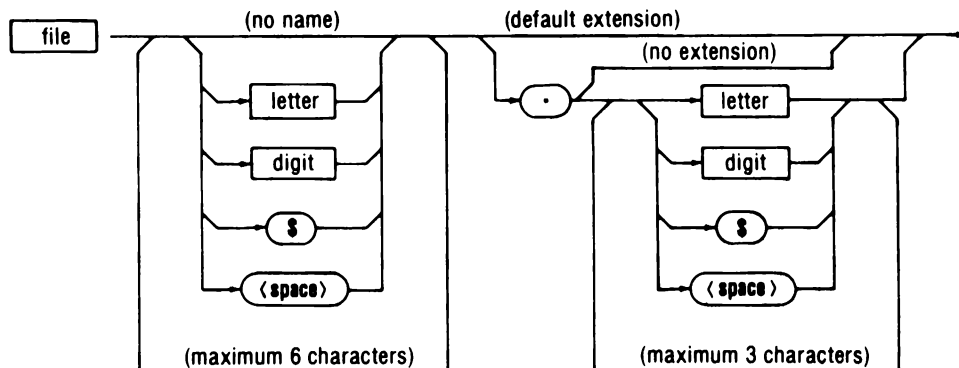 (no name) (default extension)
file
(no extension)
letter . letter
digit digit
$ $
⟨space⟩ ⟨space⟩
(maximum 6 characters) (maximum 3 characters)